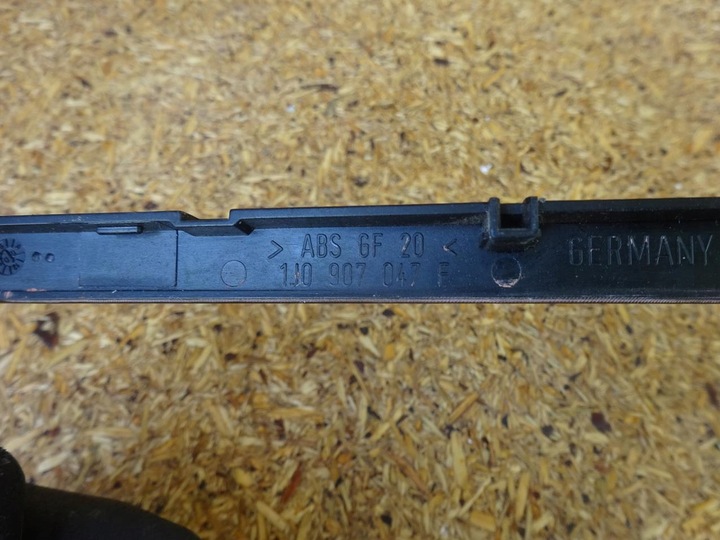 > ABS GF 20 <
1J0 907 047 F
GERMANY